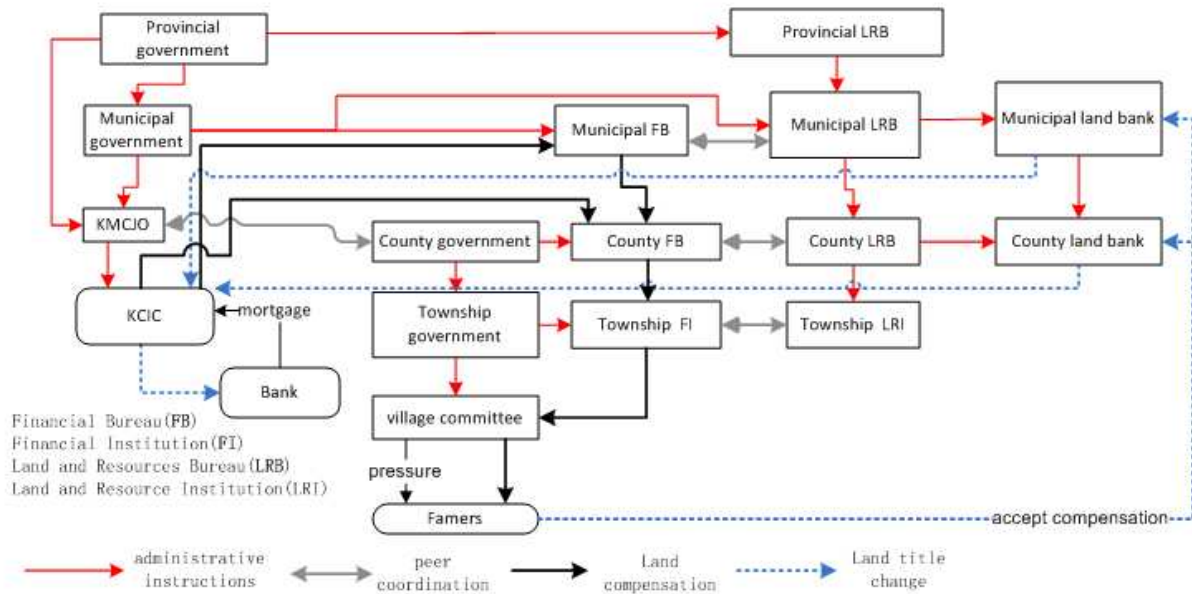 Provincial
government
Provincial LRB
Municipal
government
Municipal FB
Municipal LRB
Municipal land bank
KMCJO
County government
County FB
County LRB
County land bank
KCIC
mortgage
Township
government
Township FI
Township LRI
Bank
village committee
Financial Bureau(FB)
Financial Institution(FI)
Land and Resources Bureau(LRB)
Land and Resource Institution(LRI)
pressure
Famers
accept compensation
administrative
instructions
peer
coordination
Land
compensation
Land title
change